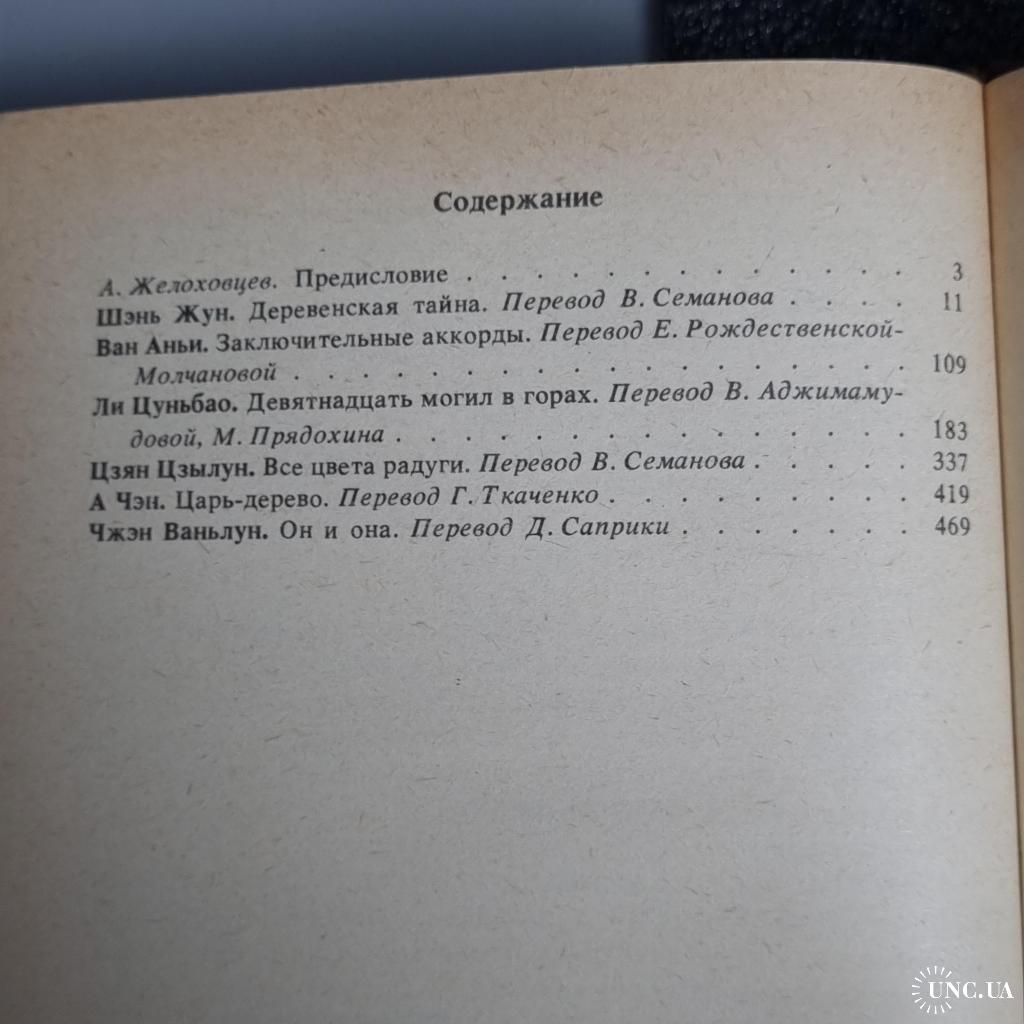 Содержание
А. Желоховцев. Предисловие . . . . . . . . . . . . . 3
Шэнь Жун. Деревенская тайна. Перевод В. Семанова . . . . 11
Ван Аньи. Заключительные аккорды. Перевод Е. Рождественской-
Молчановой . . . . . . . . . . . . . . . . . . 109
Ли Цуньбао. Девятнадцать могил в горах. Перевод В. Аджимаму-
довой, М. Прядохина . . . . . . . . . . . . . . . 183
Цзян Цзылун. Все цвета радуги. Перевод В. Семанова . . . . . 337
А Чэн. Царь-дерево. Перевод Г. Ткаченко . . . . . . . . . 419
Чжэн Ваньлун. Он и она. Перевод Д. Саприки . . . . . . . 469
UNC.UA